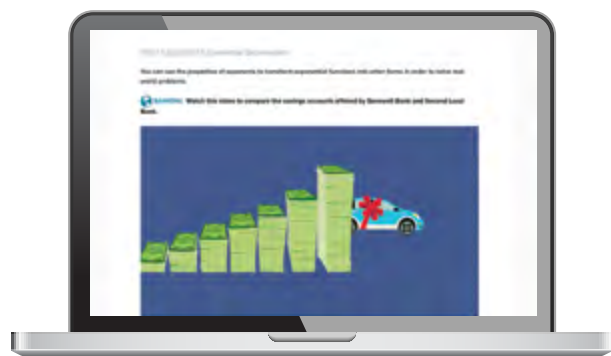 You can use the properties of exponents to transform exponential functions into other forms in order to solve real-
world problems.
BANKING Watch this video to compare the savings accounts offered by and Second Local
Bank.